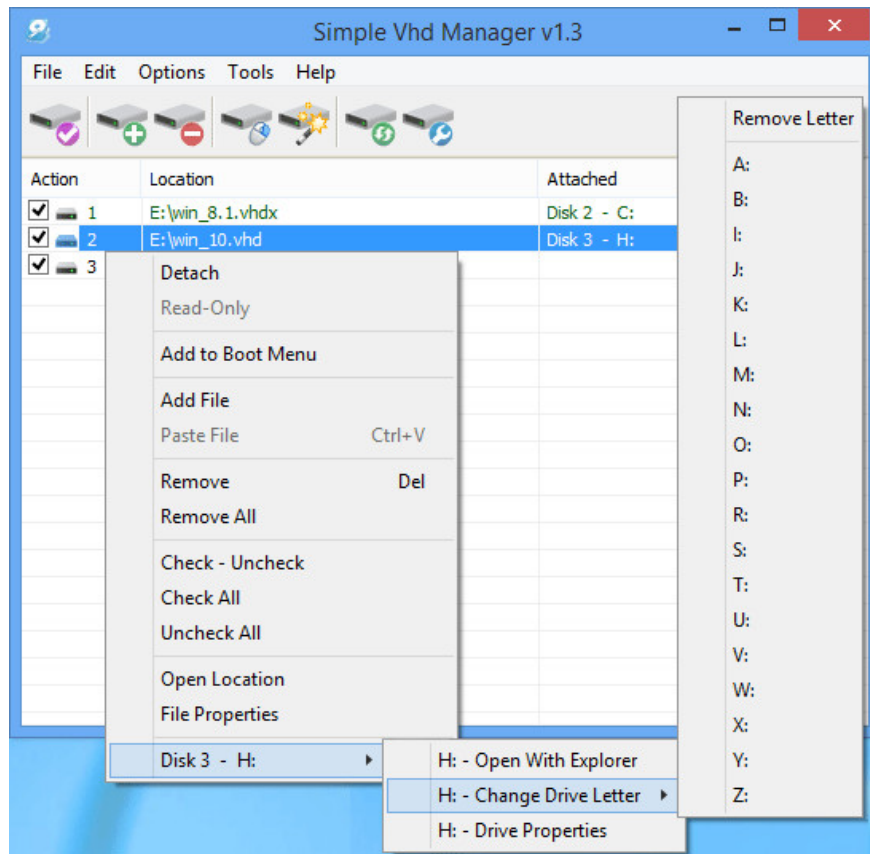 Simple Vhd Manager v1.3
File Edit Options Tools Help
Action Location Attached
1 E:\win_8.1.vhdx Disk 2 - C:
2 E:\win_10.vhd Disk 3 - H:
3
Detach
Read-Only
Add to Boot Menu
Add File
Paste File Ctrl+V
Remove Del
Remove All
Check - Uncheck
Check All
Uncheck All
Open Location
File Properties
Disk 3 - H:
H: - Open With Explorer
H: - Change Drive Letter
H: - Drive Properties
Remove Letter
A:
B:
I:
J:
K:
L:
M:
N:
O:
P:
R:
S:
T:
U:
V:
W:
X:
Y:
Z: